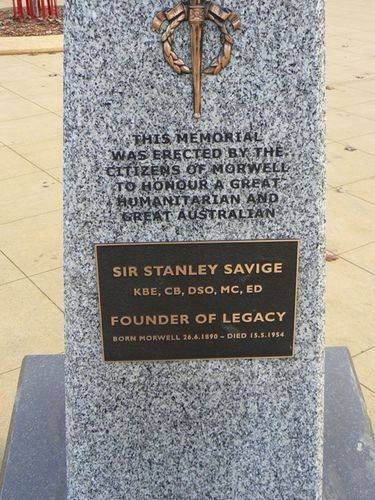 THIS MEMORIAL
WAS ERECTED BY THE
CITIZENS OF MORWELL
TO HONOUR A GREAT
HUMANITARIAN AND
GREAT AUSTRALIAN
SIR STANLEY SAVIGE
KBE, CB, DSO, MC, ED
FOUNDER OF LEGACY
BORN MORWELL 26.6.1890 – DIED 15.5.1954